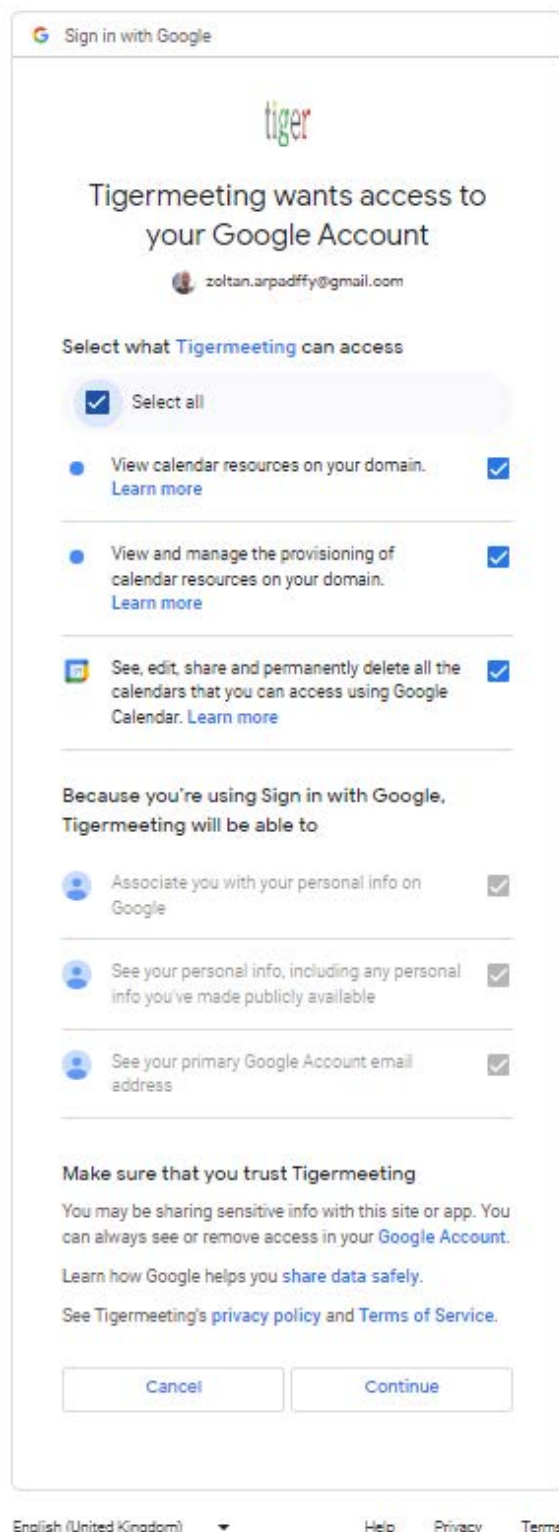 Sign in with Google
tiger
Tigermeeting wants access to
your Google Account
zoltan.arpadffy@gmail.com
Select what Tigermeeting can access
Select all
View calendar resources on your domain.
Learn more
View and manage the provisioning of
calendar resources on your domain.
Learn more
See, edit, share and permanently delete all the
calendars that you can access using Google
Calendar. Learn more
Because you're using Sign in with Google,
Tigermeeting will be able to
Associate you with your personal info on
Google
See your personal info, including any personal
info you've made publicly available
See your primary Google Account email
address
Make sure that you trust Tigermeeting
You may be sharing sensitive info with this site or app. You
can always see or remove access in your Google Account.
Learn how Google helps you share data safely.
See Tigermeeting's privacy policy and Terms of Service.
Cancel Continue
English (United Kingdom) Help Privacy Terms